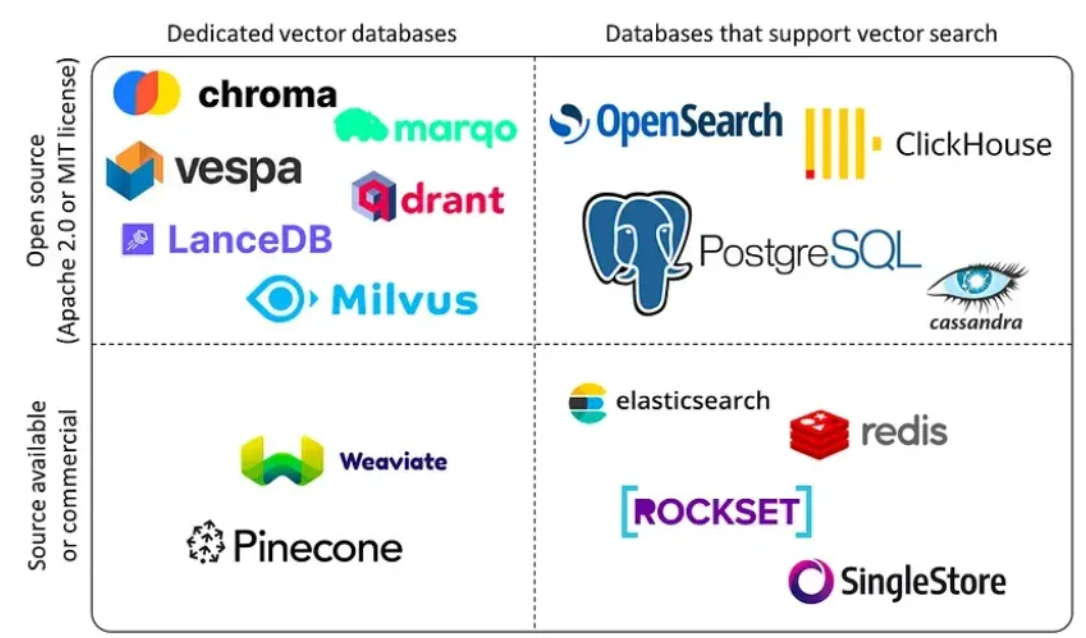 Dedicated vector databases
Databases that support vector search
Open source
(Apache 2.0 or MIT license)
chroma
marqo
vespa
qdrant
LanceDB
Milvus
OpenSearch
ClickHouse
PostgreSQL
cassandra
Source available
or commercial
Weaviate
Pinecone
elasticsearch
redis
[ROCKSET]
SingleStore